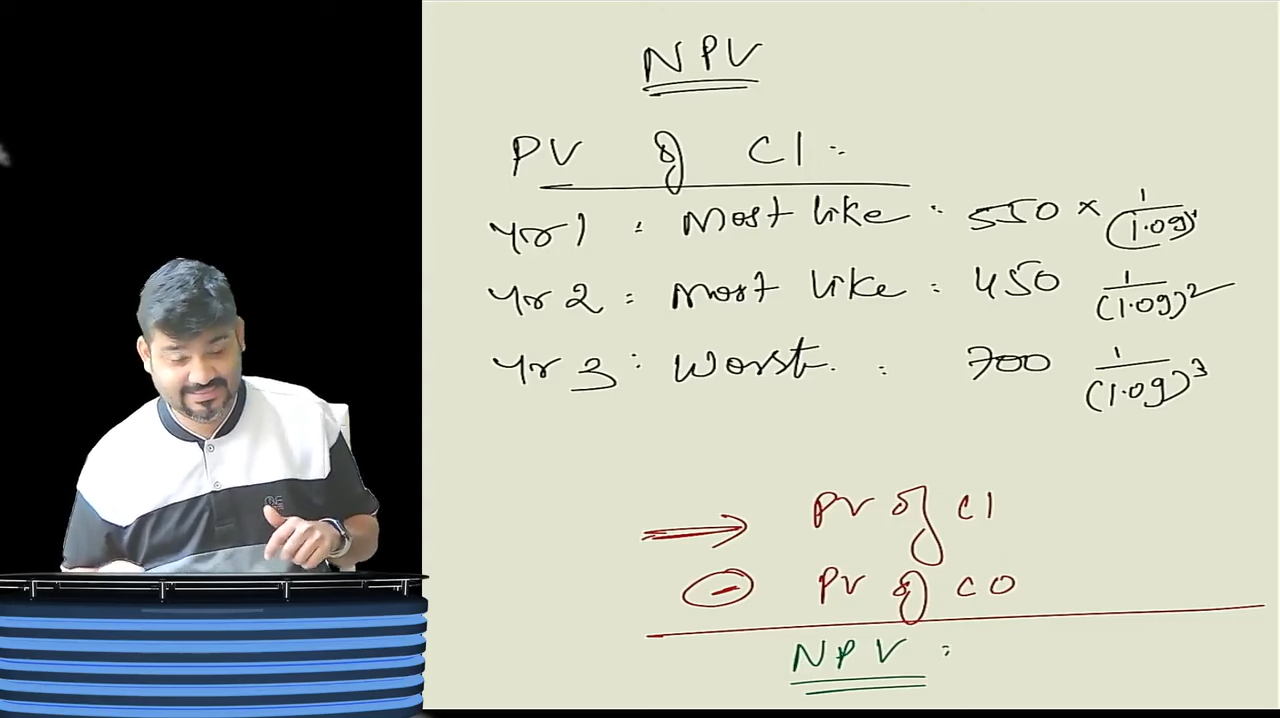 NPV
PV of CI :
Yr 1 : Most like : 550 × 1/(1.09)¹
Yr 2 : Most like : 450 1/(1.09)²
Yr 3 : Worst : 700 1/(1.09)³
PV of CI
- PV of CO
NPV :